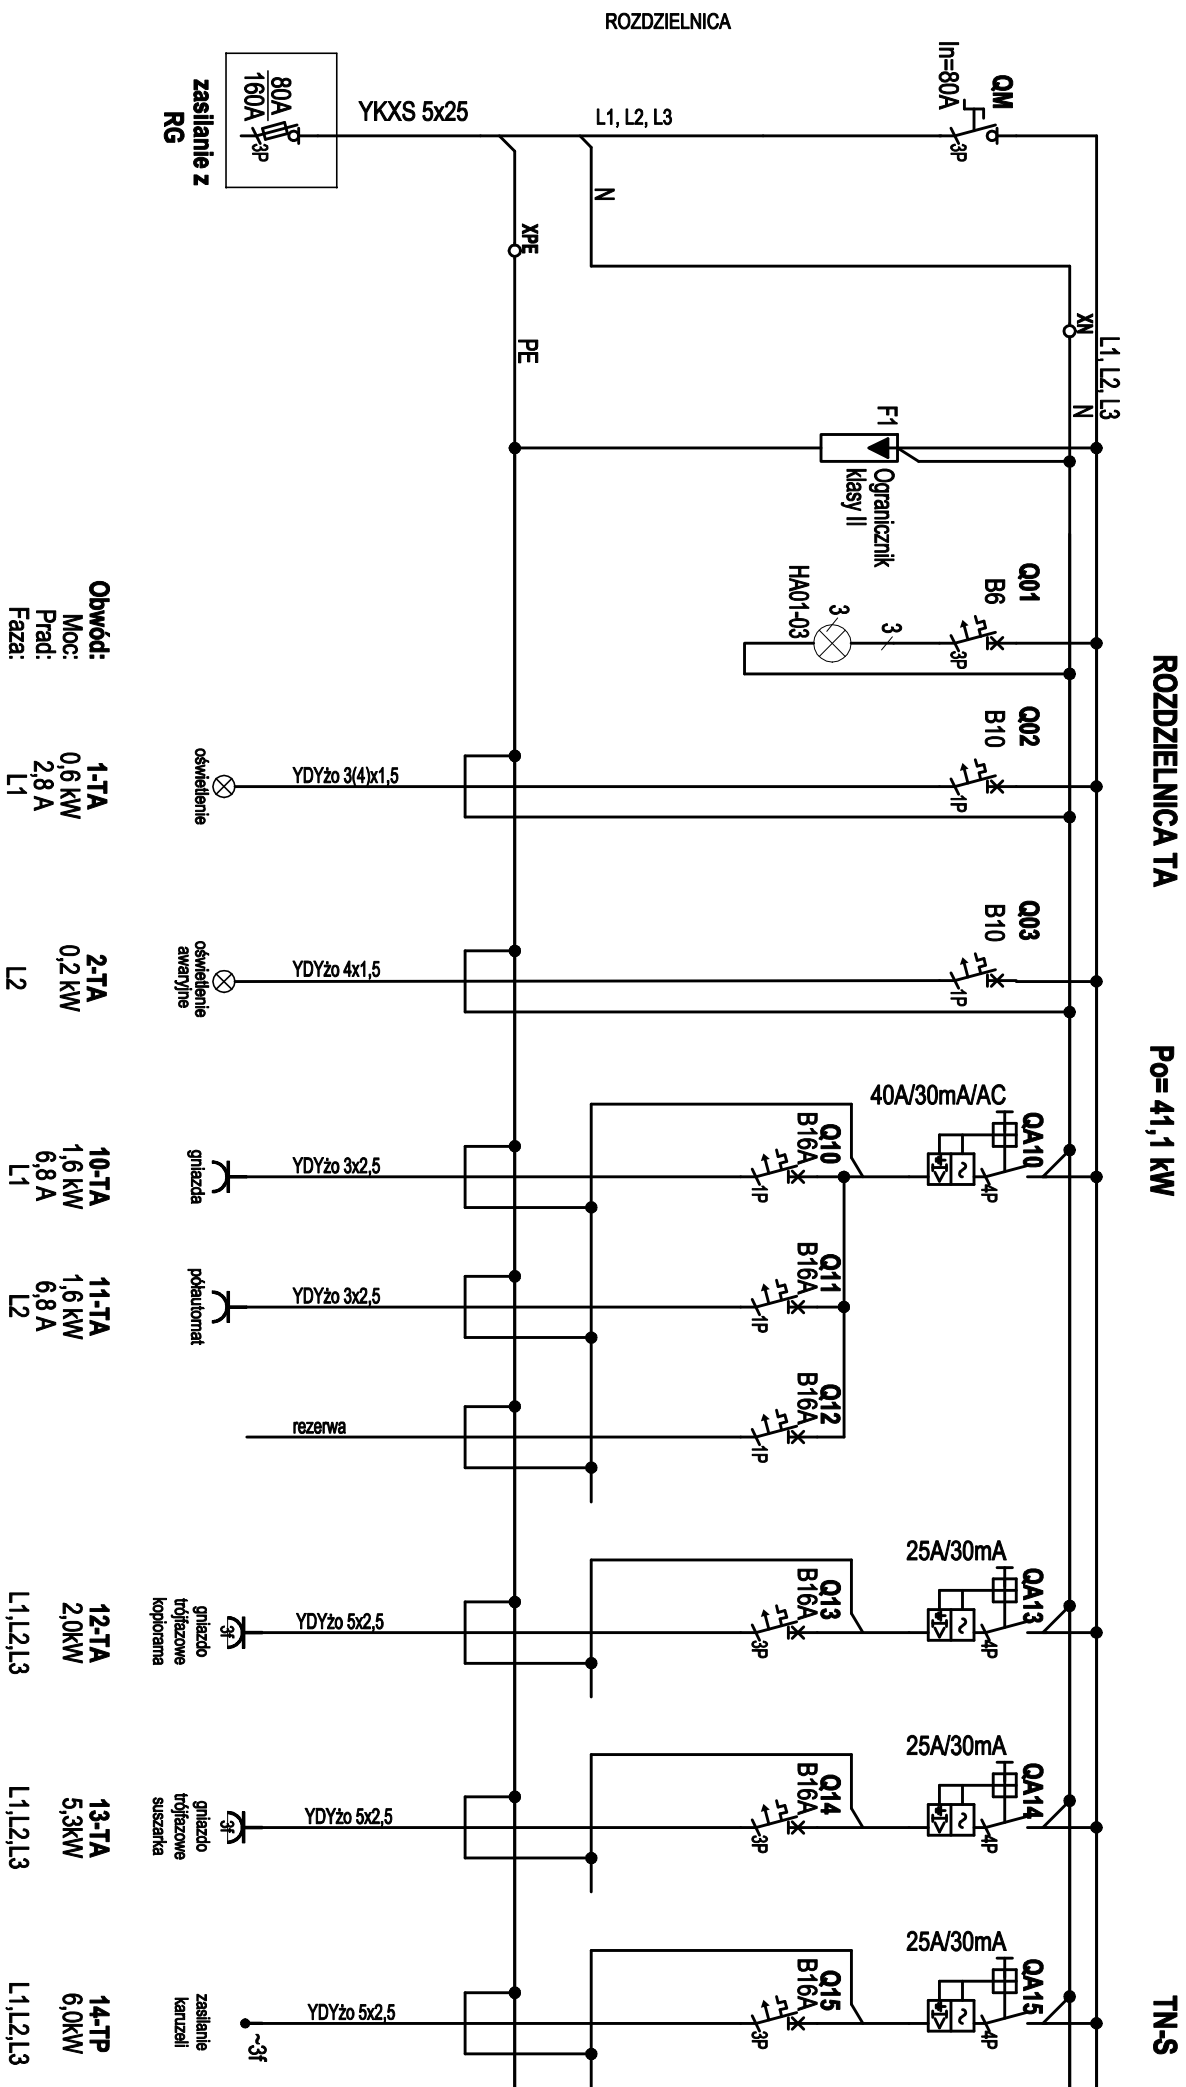 ROZDZIELNICA
ROZDZIELNICA TA
Po= 41,1 kW
TN-S
80A
160A
3P
zasilanie z
RG
YKXS 5x25
L1, L2, L3
N
XPE
PE
QM
In=80A
3P
XN
L1, L2, L3
N
F1
Ogranicznik
klasy II
Q01
B6
3P
3
3
HA01-03
Q02
B10
1P
YDYżo 3(4)x1,5
oświetlenie
Q03
B10
1P
YDYżo 4x1,5
oświetlenie
awaryjne
QA10
40A/30mA/AC
4P
Q10
B16A
1P
YDYżo 3x2,5
gniazda
Q11
B16A
1P
YDYżo 3x2,5
półautomat
Q12
B16A
1P
rezerwa
QA13
25A/30mA
4P
Q13
B16A
3P
YDYżo 5x2,5
3f
gniazdo
trójfazowe
kopiorama
QA14
25A/30mA
4P
Q14
B16A
3P
YDYżo 5x2,5
3f
gniazdo
trójfazowe
suszarka
QA15
25A/30mA
4P
Q15
B16A
3P
YDYżo 5x2,5
~3f
zasilanie
karuzeli
Obwód:
Moc:
Prad:
Faza:
1-TA
0,6 kW
2,8 A
L1
2-TA
0,2 kW
L2
10-TA
1,6 kW
6,8 A
L1
11-TA
1,6 kW
6,8 A
L2
12-TA
2,0kW
L1,L2,L3
13-TA
5,3kW
L1,L2,L3
14-TP
6,0kW
L1,L2,L3